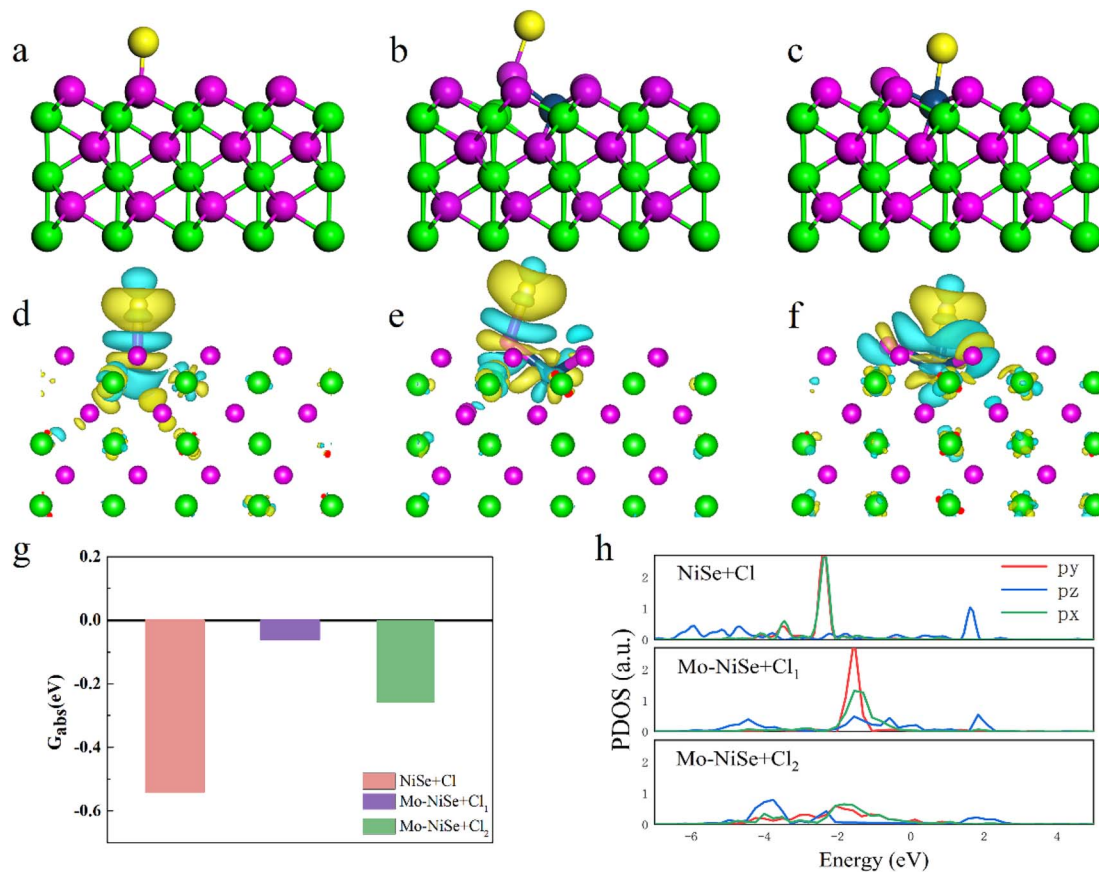 a
b
c
d
e
f
g
0.2
0.0
-0.2
-0.4
-0.6
G_abs(eV)
NiSe+Cl
Mo-NiSe+Cl₁
Mo-NiSe+Cl₂
h
PDOS (a.u.)
NiSe+Cl
py
pz
px
2
1
0
Mo-NiSe+Cl₁
2
1
0
Mo-NiSe+Cl₂
2
1
0
-6
-4
-2
0
2
4
Energy (eV)